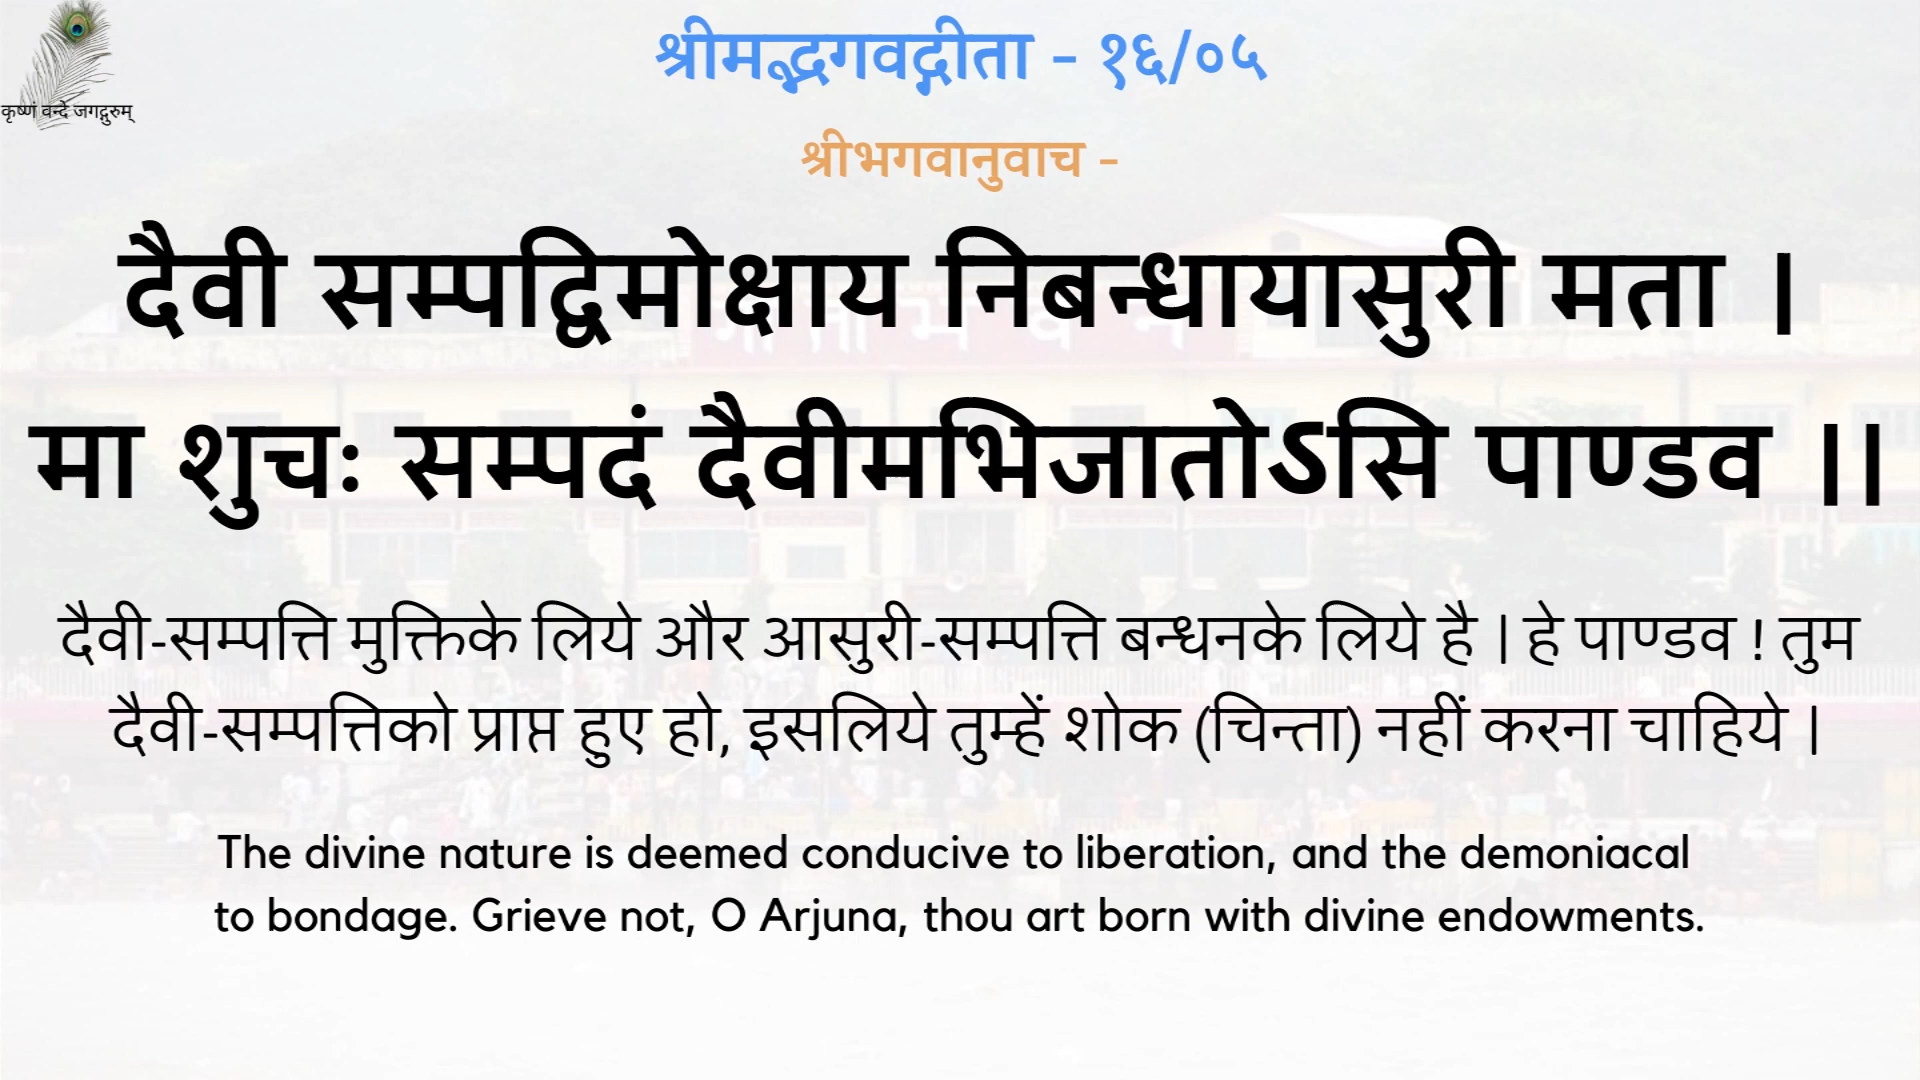 श्रीमद्भगवद्गीता - १६/०५
कृष्णं वन्दे जगद्गुरुम्
श्रीभगवानुवाच -
दैवी सम्पद्विमोक्षाय निबन्धायासुरी मता ।
मा शुचः सम्पदं दैवीमभिजातोऽसि पाण्डव ।।
दैवी-सम्पत्ति मुक्तिके लिये और आसुरी-सम्पत्ति बन्धनके लिये है | हे पाण्डव ! तुम
दैवी-सम्पत्तिको प्राप्त हुए हो, इसलिये तुम्हें शोक (चिन्ता) नहीं करना चाहिये |
The divine nature is deemed conducive to liberation, and the demoniacal
to bondage. Grieve not, O Arjuna, thou art born with divine endowments.